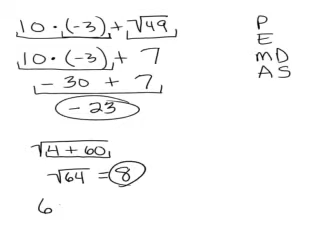 10 · (-3) + √49
10 · (-3) + 7
-30 + 7
-23
√4 + 60
√64 = 8
6
P
E
MD
AS